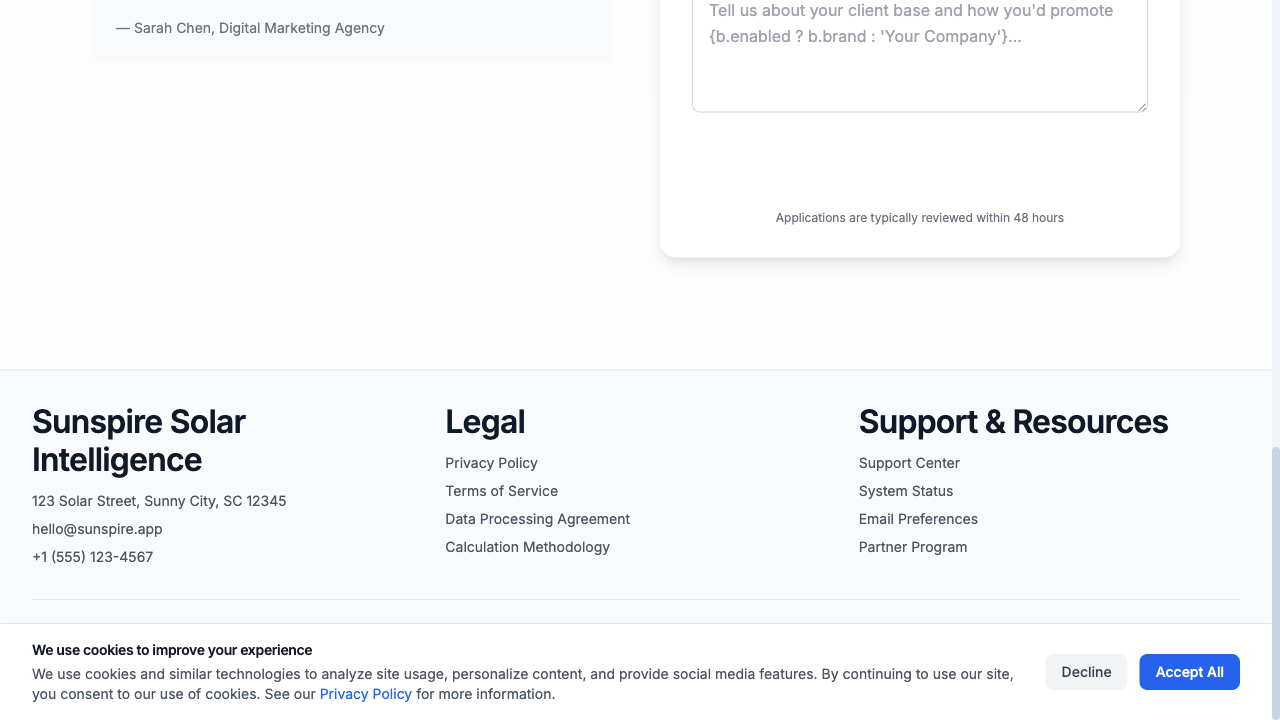 — Sarah Chen, Digital Marketing Agency
Tell us about your client base and how you'd promote
{b.enabled ? b.brand : 'Your Company'}...
Applications are typically reviewed within 48 hours
Sunspire Solar
Intelligence
123 Solar Street, Sunny City, SC 12345
hello@sunspire.app
+1 (555) 123-4567
Legal
Privacy Policy
Terms of Service
Data Processing Agreement
Calculation Methodology
Support & Resources
Support Center
System Status
Email Preferences
Partner Program
We use cookies to improve your experience
We use cookies and similar technologies to analyze site usage, personalize content, and provide social media features. By continuing to use our site,
you consent to our use of cookies. See our Privacy Policy for more information.
Decline
Accept All